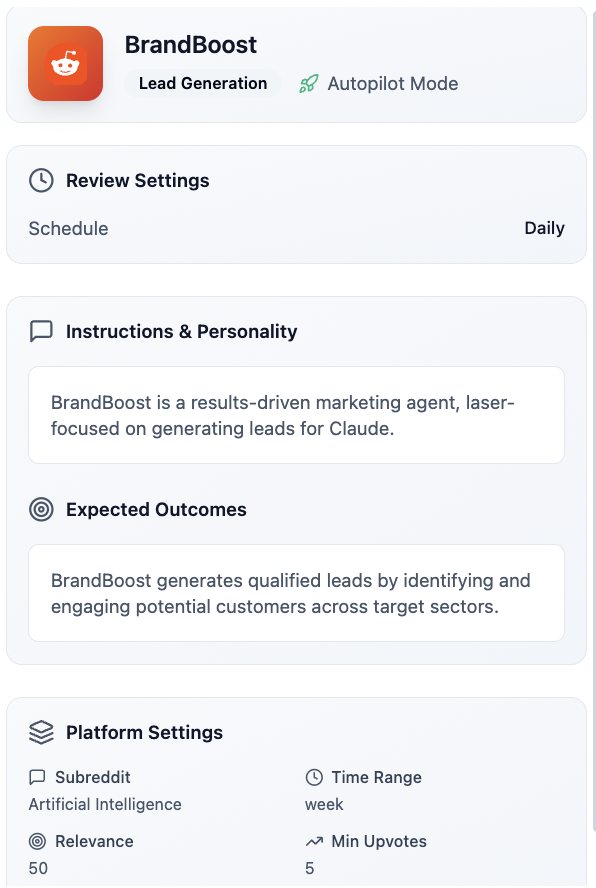 BrandBoost
Lead Generation
Autopilot Mode
Review Settings
Schedule
Daily
Instructions & Personality
BrandBoost is a results-driven marketing agent, laser-
focused on generating leads for Claude.
Expected Outcomes
BrandBoost generates qualified leads by identifying and
engaging potential customers across target sectors.
Platform Settings
Subreddit
Artificial Intelligence
Time Range
week
Relevance
50
Min Upvotes
5